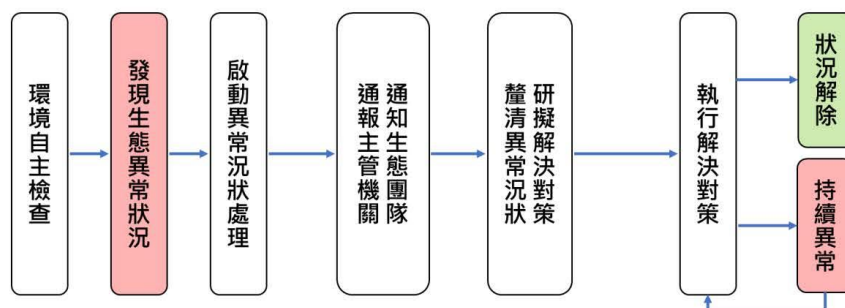 環境自主檢查
發現生態異常狀況
啟動異常況狀處理
通知生態團隊
通報主管機關
研擬解決對策
釐清異常況狀
執行解決對策
狀況解除
持續異常